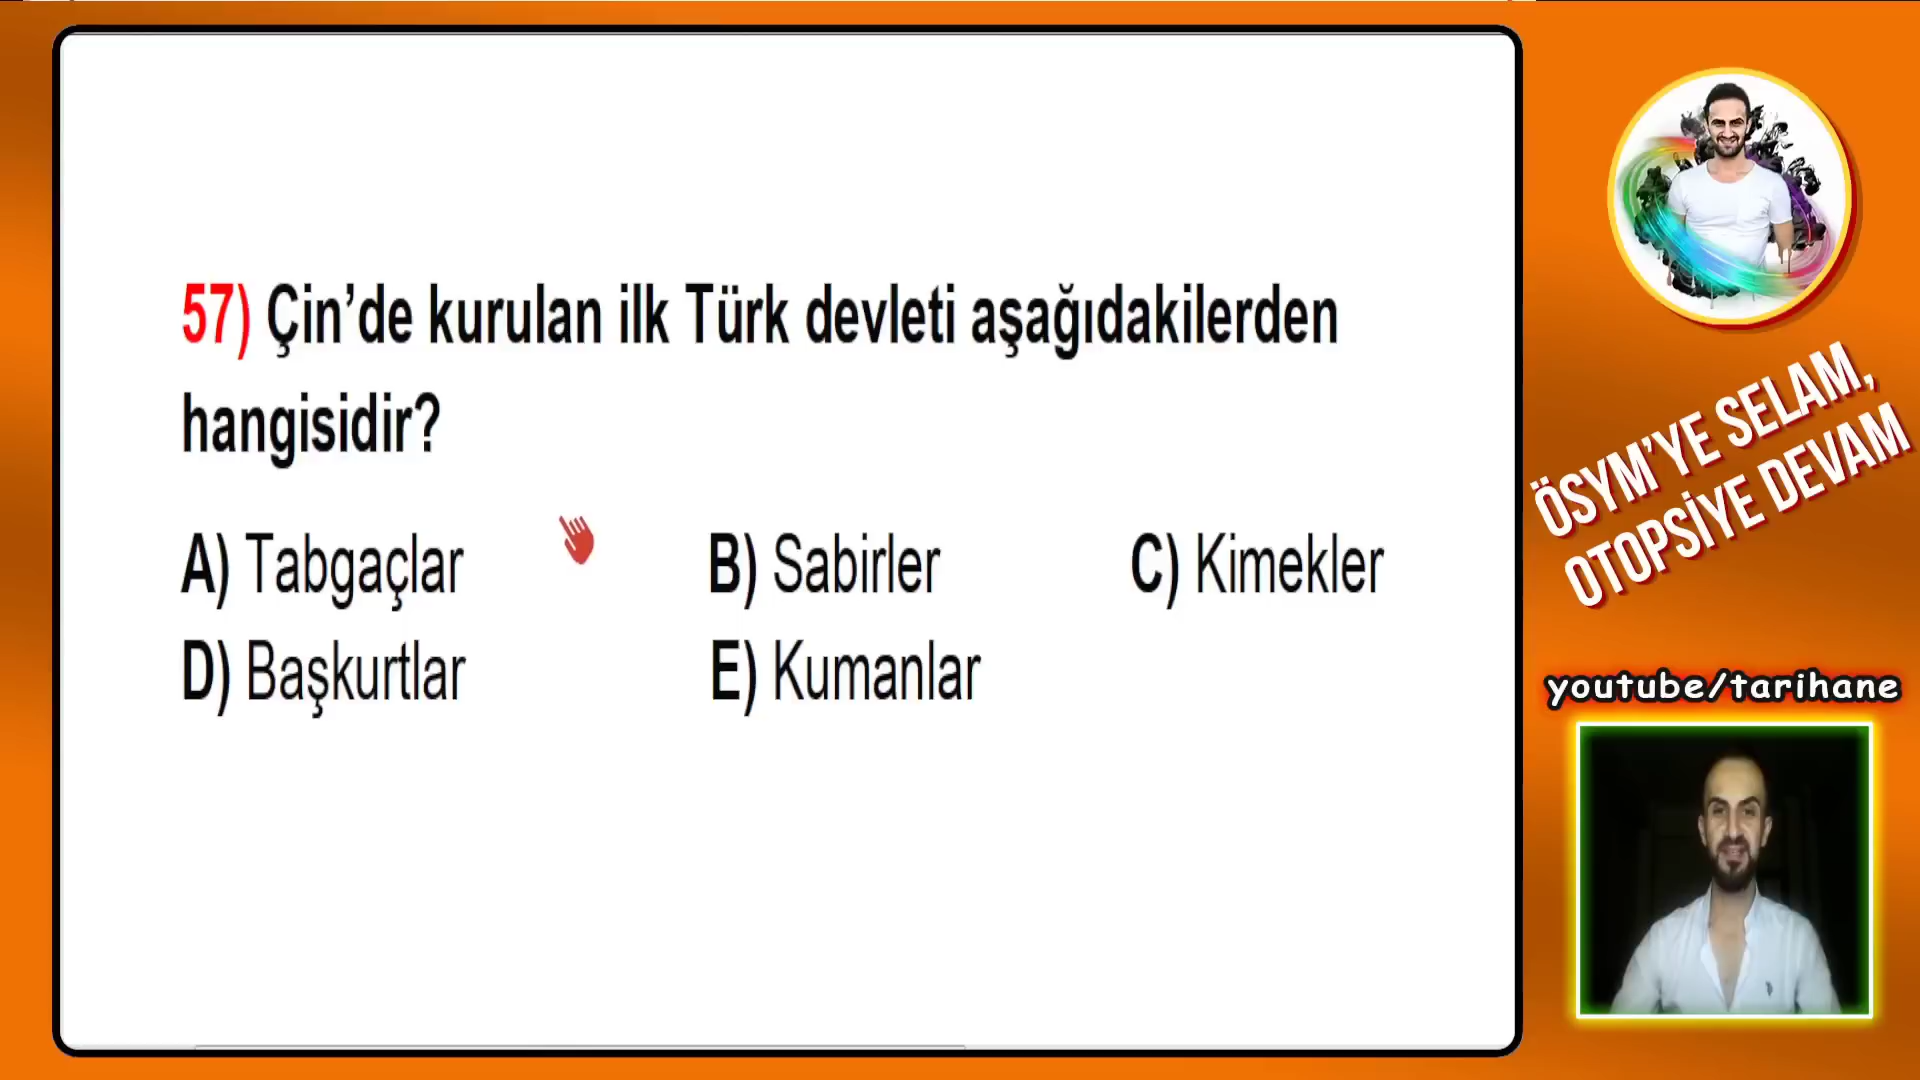 57) Çin’de kurulan ilk Türk devleti aşağıdakilerden
hangisidir?
A) Tabgaçlar B) Sabirler C) Kimekler
D) Başkurtlar E) Kumanlar
ÖSYM’YE SELAM,
OTOPSİYE DEVAM
youtube/tarihane